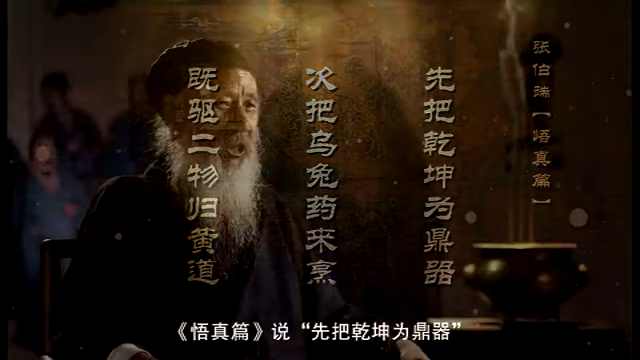 张伯端【悟真篇】
先把乾坤为鼎器
次把乌兔药来烹
既驱二物归黄道
《悟真篇》说“先把乾坤为鼎器”